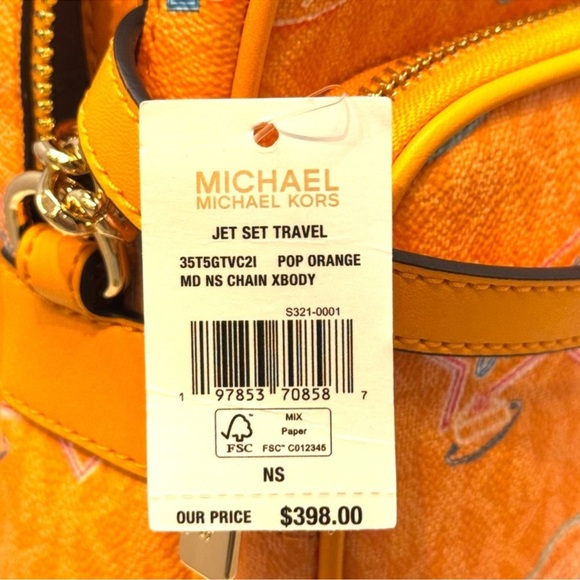 MICHAEL
MICHAEL KORS
JET SET TRAVEL
35T5GTVC2I POP ORANGE
MD NS CHAIN XBODY
S321-0001
1 97853 70858 7
FSC
MIX
Paper
FSC™ C012345
NS
OUR PRICE $398.00